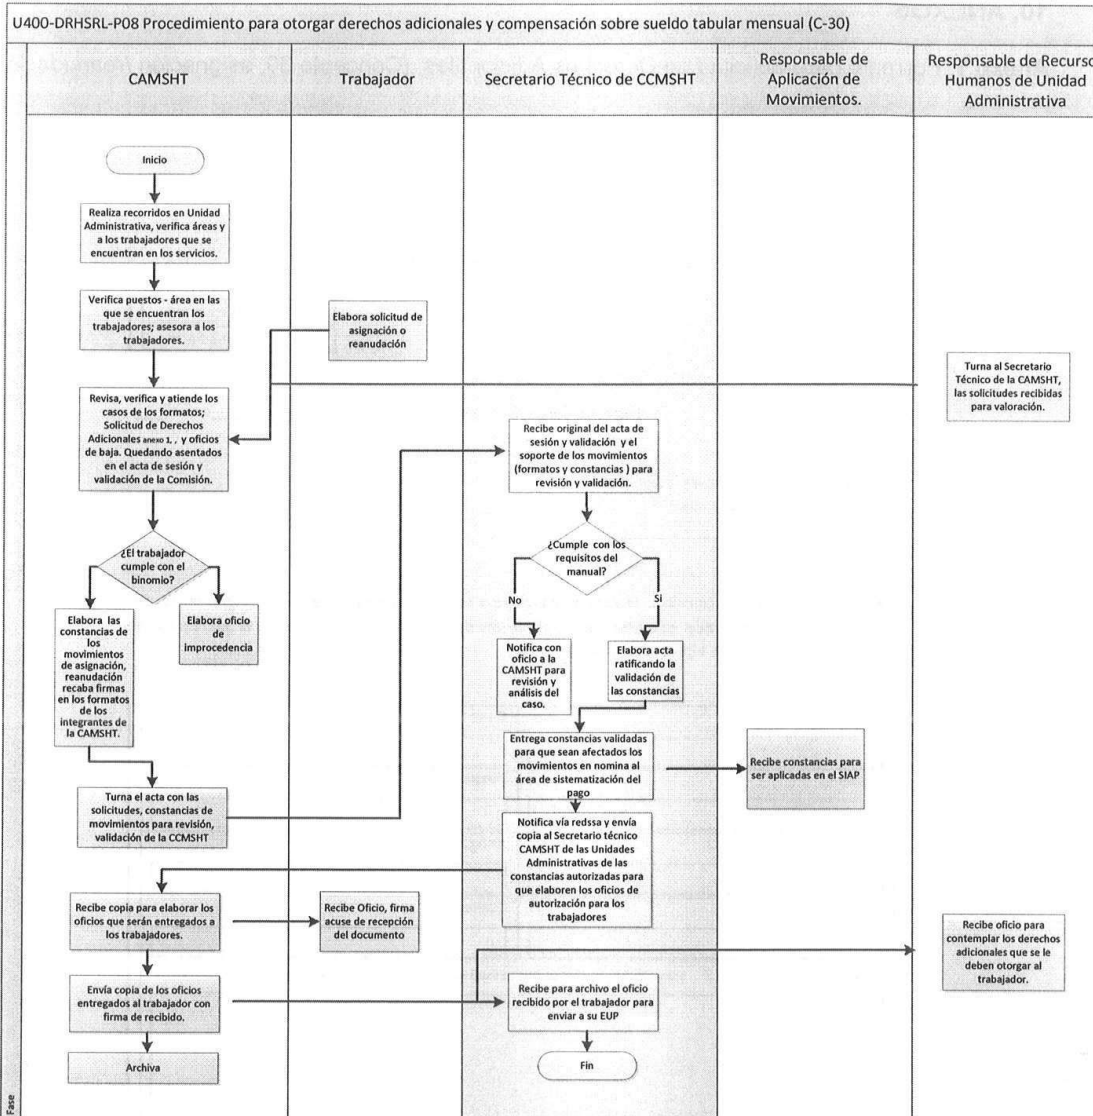 U400-DRHSRL-P08 Procedimiento para otorgar derechos adicionales y compensación sobre sueldo tabular mensual (C-30)
CAMSHT
Trabajador
Secretario Técnico de CCMSHT
Responsable de
Aplicación de
Movimientos.
Responsable de Recurso
Humanos de Unidad
Administrativa
Inicio
Realiza recorridos en Unidad
Administrativa, verifica áreas y
a los trabajadores que se
encuentran en los servicios.
Verifica puestos - área en las
que se encuentran los
trabajadores; asesora a los
trabajadores.
Elabora solicitud de
asignación o
reanudación
Turna al Secretario
Técnico de la CAMSHT,
las solicitudes recibidas
para valoración.
Revisa, verifica y atiende los
casos de los formatos;
Solicitud de Derechos
Adicionales anexo 1, , y oficios
de baja. Quedando asentados
en el acta de sesión y
validación de la Comisión.
Recibe original del acta de
sesión y validación y el
soporte de los movimientos
(formatos y constancias ) para
revisión y validación.
¿El trabajador
cumple con el
binomio?
¿Cumple con los
requisitos del
manual?
No
Si
Elabora las
constancias de
los
movimientos
de asignación,
reanudación
recaba firmas
en los formatos
de los
integrantes de
la CAMSHT.
Elabora oficio
de
improcedencia
Notifica con
oficio a la
CAMSHT para
revisión y
análisis del
caso.
Elabora acta
ratificando la
validación de
las constancias
Entrega constancias validadas
para que sean afectados los
movimientos en nomina al
área de sistematización del
pago
Recibe constancias para
ser aplicadas en el SIAP
Turna el acta con las
solicitudes, constancias de
movimientos para revisión,
validación de la CCMSHT
Notifica vía redssa y envía
copia al Secretario técnico
CAMSHT de las Unidades
Administrativas de las
constancias autorizadas para
que elaboren los oficios de
autorización para los
trabajadores
Recibe copia para elaborar los
oficios que serán entregados a
los trabajadores.
Recibe Oficio, firma
acuse de recepción
del documento
Recibe oficio para
contemplar los derechos
adicionales que se le
deben otorgar al
trabajador.
Envía copia de los oficios
entregados al trabajador con
firma de recibido.
Recibe para archivo el oficio
recibido por el trabajador para
enviar a su EUP
Archiva
Fin
Fase